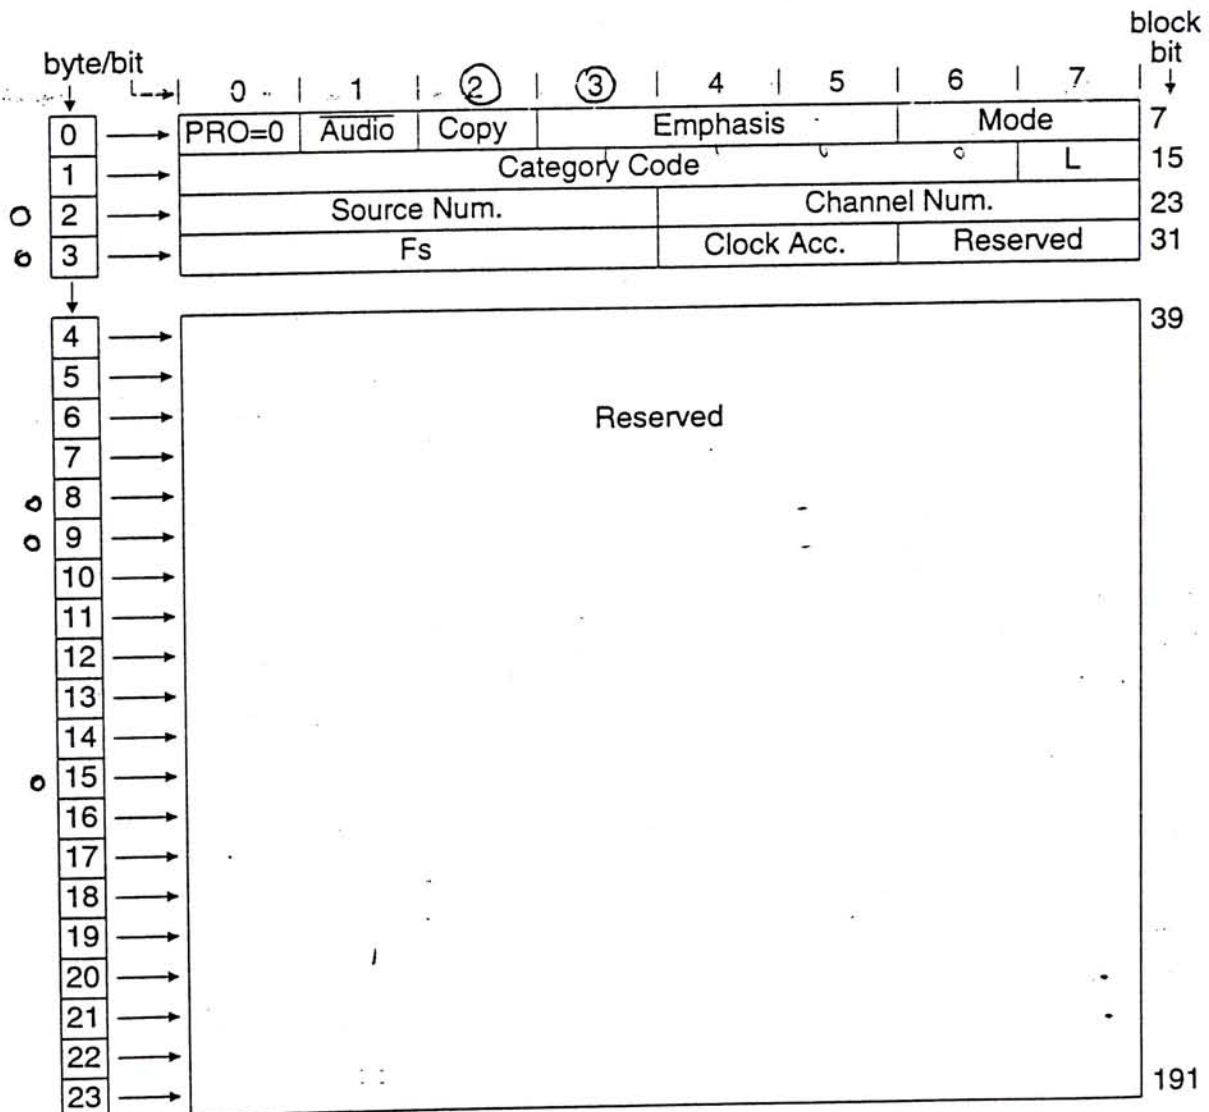 block
byte/bit bit
0 1 2 3 4 5 6 7
0 PRO=0 Audio Copy Emphasis Mode 7
1 Category Code L 15
2 Source Num. Channel Num. 23
3 Fs Clock Acc. Reserved 31
4 39
5
6 Reserved
7
8
9
10
11
12
13
14
15
16
17
18
19
20
21
22 191
23